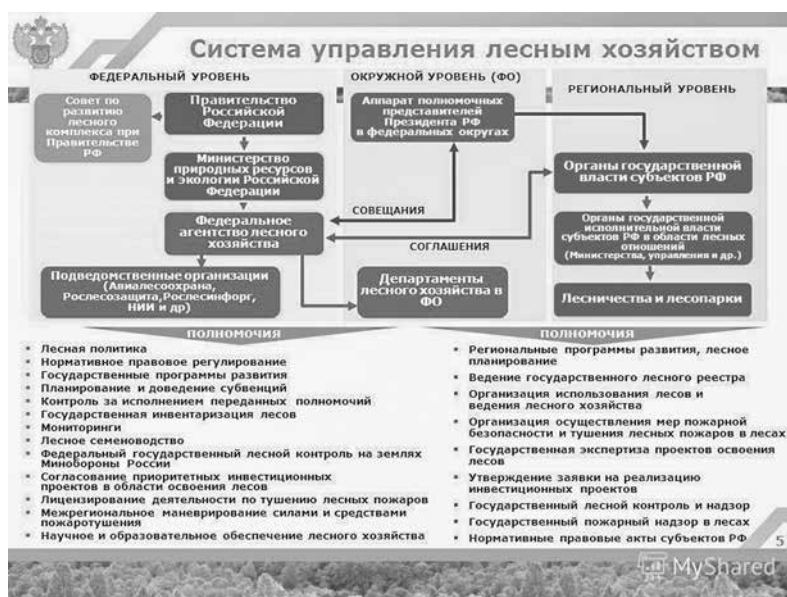 Система управления лесным хозяйством
ФЕДЕРАЛЬНЫЙ УРОВЕНЬ
ОКРУЖНОЙ УРОВЕНЬ (ФО)
РЕГИОНАЛЬНЫЙ УРОВЕНЬ
Совет по
развитию
лесного
комплекса при
Правительстве
РФ
Правительство
Российской
Федерации
Министерство
природных ресурсов
и экологии Российской
Федерации
Федеральное
агентство лесного
хозяйства
Подведомственные организации
(Авиалесоохрана,
Рослесозащита,Рослесинфорг,
НИИ и др)
Аппарат полномочных
представителей
Президента РФ
в федеральных округах
СОВЕЩАНИЯ
СОГЛАШЕНИЯ
Департаменты
лесного хозяйства в
ФО
Органы государственной
власти субъектов РФ
Органы государственной
исполнительной власти
субъектов РФ в области лесных
отношений
(Министерства, управления и др.)
Лесничества и лесопарки
ПОЛНОМОЧИЯ
▪ Лесная политика
▪ Нормативное правовое регулирование
▪ Государственные программы развития
▪ Планирование и доведение субвенций
▪ Контроль за исполнением переданных полномочий
▪ Государственная инвентаризация лесов
▪ Мониторинги
▪ Лесное семеноводство
▪ Федеральный государственный лесной контроль на землях
Минобороны России
▪ Согласование приоритетных инвестиционных
проектов в области освоения лесов
▪ Лицензирование деятельности по тушению лесных пожаров
▪ Межрегиональное маневрирование силами и средствами
пожаротушения
▪ Научное и образовательное обеспечение лесного хозяйства
ПОЛНОМОЧИЯ
▪ Региональные программы развития, лесное
планирование
▪ Ведение государственного лесного реестра
▪ Организация использования лесов и
ведения лесного хозяйства
▪ Организация осуществления мер пожарной
безопасности и тушения лесных пожаров в лесах
▪ Государственная экспертиза проектов освоения
лесов
▪ Утверждение заявки на реализацию
инвестиционных проектов
▪ Государственный лесной контроль и надзор
▪ Государственный пожарный надзор в лесах
▪ Нормативные правовые акты субъектов РФ
5
MyShared